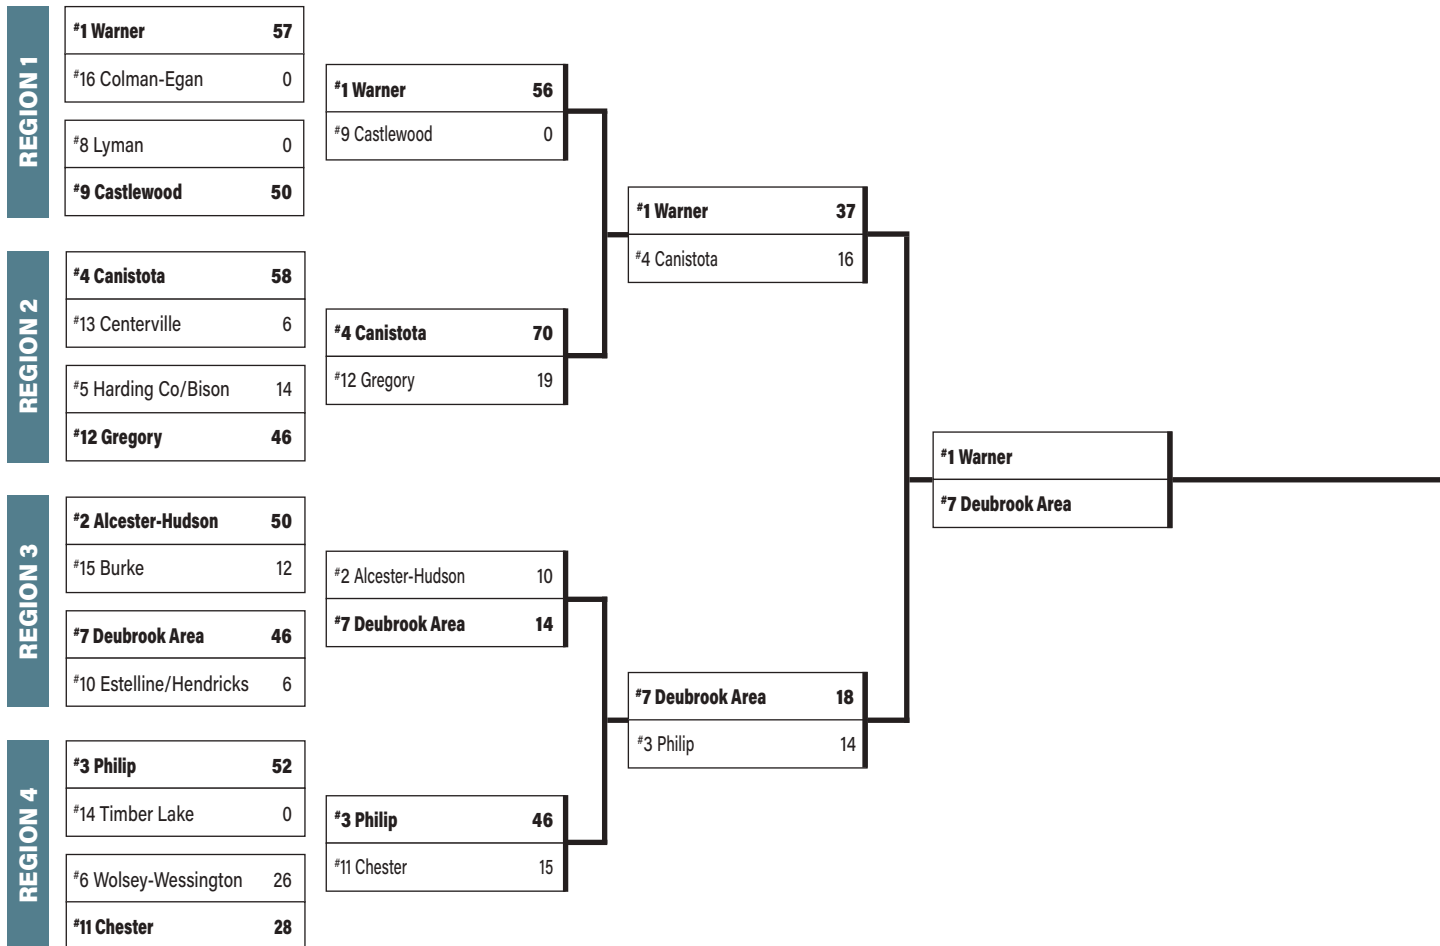 REGION 1
#1 Warner 57
#16 Colman-Egan 0
#8 Lyman 0
#9 Castlewood 50
REGION 2
#4 Canistota 58
#13 Centerville 6
#5 Harding Co/Bison 14
#12 Gregory 46
REGION 3
#2 Alcester-Hudson 50
#15 Burke 12
#7 Deubrook Area 46
#10 Estelline/Hendricks 6
REGION 4
#3 Philip 52
#14 Timber Lake 0
#6 Wolsey-Wessington 26
#11 Chester 28
#1 Warner 56
#9 Castlewood 0
#4 Canistota 70
#12 Gregory 19
#2 Alcester-Hudson 10
#7 Deubrook Area 14
#3 Philip 46
#11 Chester 15
#1 Warner 37
#4 Canistota 16
#7 Deubrook Area 18
#3 Philip 14
#1 Warner
#7 Deubrook Area